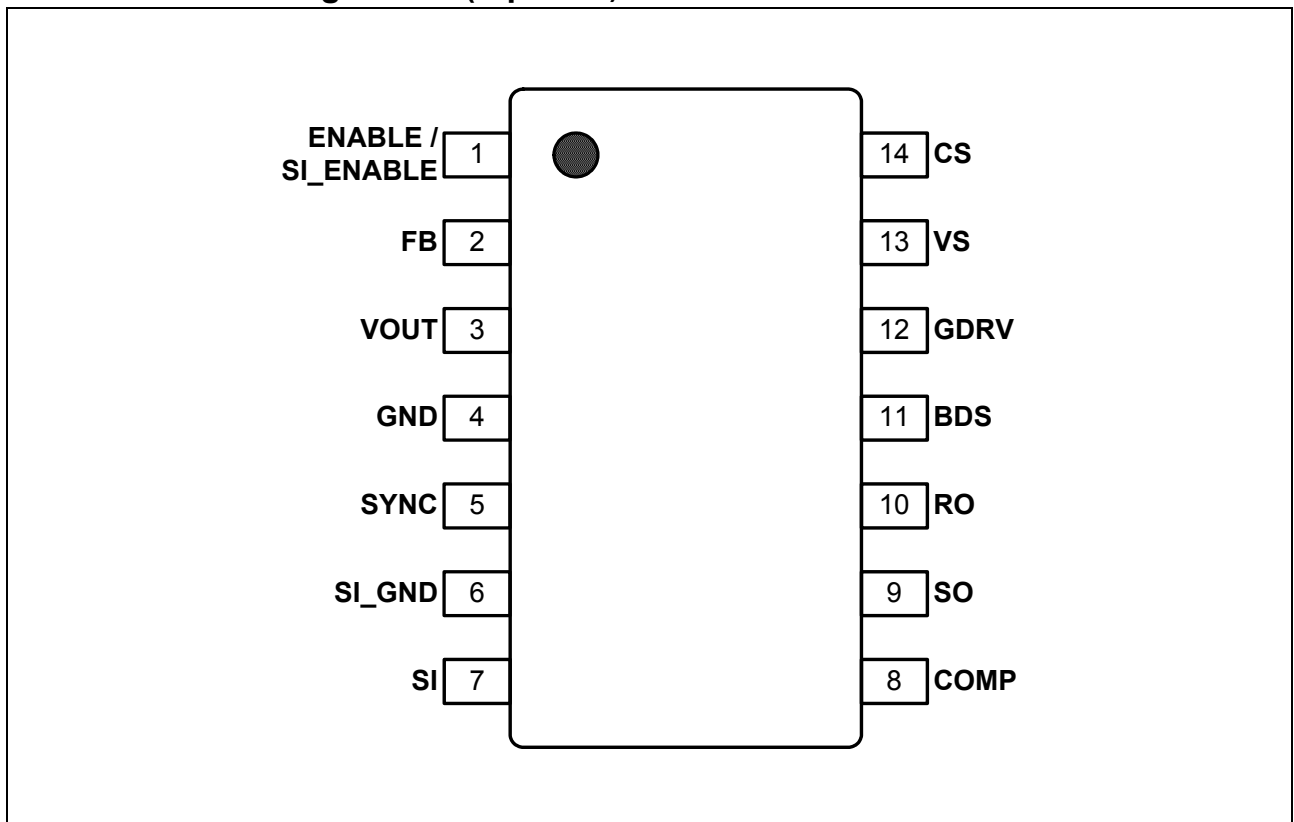 ENABLE /
SI_ENABLE
1
FB
2
VOUT
3
GND
4
SYNC
5
SI_GND
6
SI
7
14
CS
13
VS
12
GDRV
11
BDS
10
RO
9
SO
8
COMP